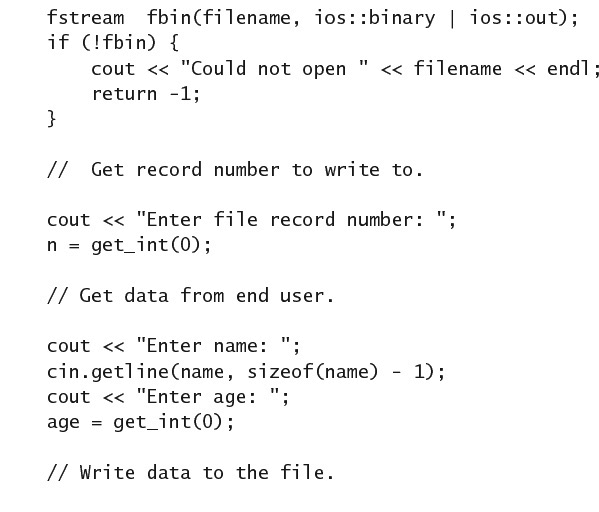 fstream  fbin(filename, ios::binary | ios::out);
if (!fbin) {
    cout << "Could not open " << filename << endl;
    return -1;
}

//  Get record number to write to.

cout << "Enter file record number: ";
n = get_int(0);

// Get data from end user.

cout << "Enter name: ";
cin.getline(name, sizeof(name) - 1);
cout << "Enter age: ";
age = get_int(0);

// Write data to the file.